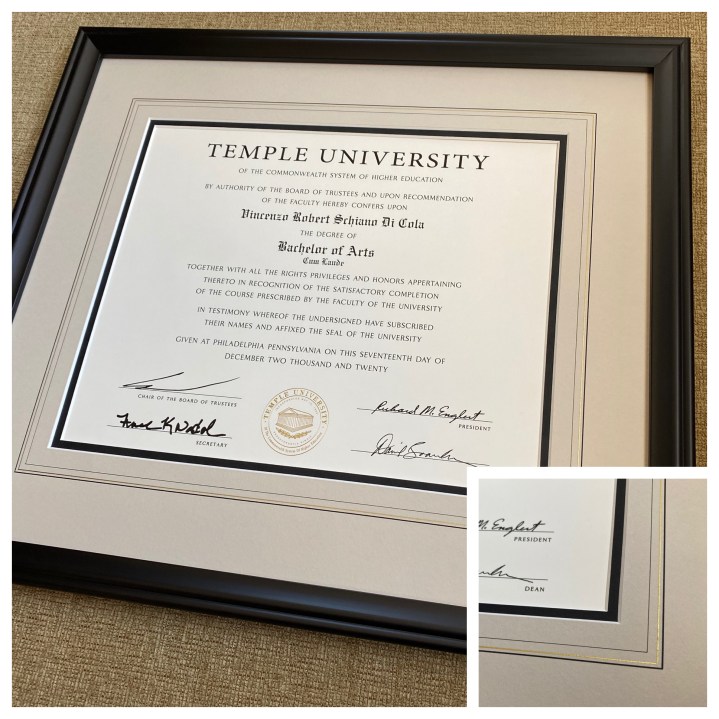 TEMPLE UNIVERSITY
OF THE COMMONWEALTH SYSTEM OF HIGHER EDUCATION
BY AUTHORITY OF THE BOARD OF TRUSTEES AND UPON RECOMMENDATION
OF THE FACULTY HEREBY CONFERS UPON
Vincenzo Robert Schiano Di Cola
THE DEGREE OF
Bachelor of Arts
Cum Laude
TOGETHER WITH ALL THE RIGHTS PRIVILEGES AND HONORS APPERTAINING
THERETO IN RECOGNITION OF THE SATISFACTORY COMPLETION
OF THE COURSE PRESCRIBED BY THE FACULTY OF THE UNIVERSITY
IN TESTIMONY WHEREOF THE UNDERSIGNED HAVE SUBSCRIBED
THEIR NAMES AND AFFIXED THE SEAL OF THE UNIVERSITY
GIVEN AT PHILADELPHIA PENNSYLVANIA ON THIS SEVENTEENTH DAY OF
DECEMBER TWO THOUSAND AND TWENTY
CHAIR OF THE BOARD OF TRUSTEES
SECRETARY
TEMPLE UNIVERSITY
Richard M. Englert
PRESIDENT
M. Englert
PRESIDENT
DEAN